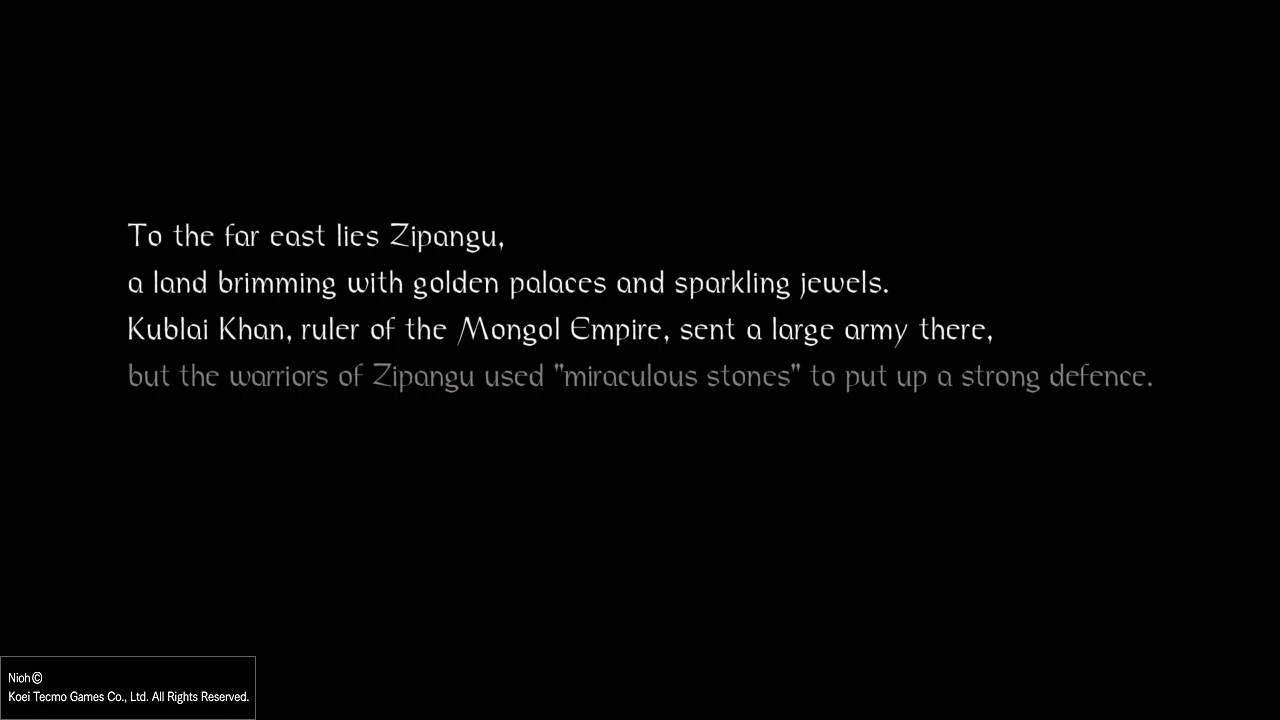 To the far east lies Zipangu,
a land brimming with golden palaces and sparkling jewels.
Kublai Khan, ruler of the Mongol Empire, sent a large army there,
but the warriors of Zipangu used "miraculous stones" to put up a strong defence.
Nioh©
Koei Tecmo Games Co., Ltd. All Rights Reserved.